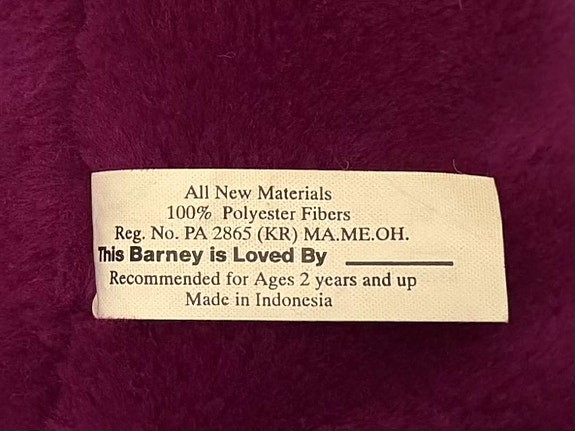 All New Materials
100% Polyester Fibers
Reg. No. PA 2865 (KR) MA.ME.OH.
This Barney is Loved By ________
Recommended for Ages 2 years and up
Made in Indonesia